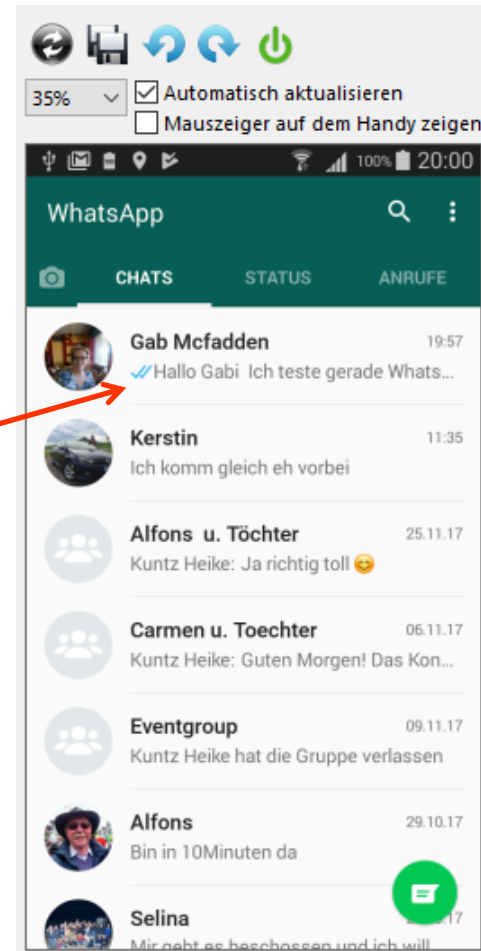 35%
Automatisch aktualisieren
Mauszeiger auf dem Handy zeigen
100% 20:00
WhatsApp
CHATS STATUS ANRUFE
Gab Mcfadden 19:57
Hallo Gabi Ich teste gerade Whats...
Kerstin 11:35
Ich komm gleich eh vorbei
Alfons u. Töchter 25.11.17
Kuntz Heike: Ja richtig toll 😊
Carmen u. Toechter 06.11.17
Kuntz Heike: Guten Morgen! Das Kon...
Eventgroup 09.11.17
Kuntz Heike hat die Gruppe verlassen
Alfons 29.10.17
Bin in 10Minuten da
Selina
Mir geht es beschossen und ich will